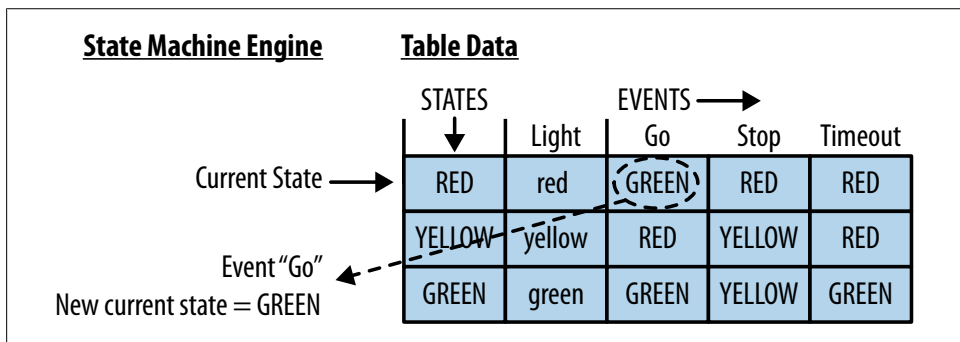 State Machine Engine Table Data
STATES EVENTS
Light Go Stop Timeout
Current State RED red GREEN RED RED
YELLOW yellow RED YELLOW RED
Event “Go”
New current state = GREEN GREEN green GREEN YELLOW GREEN